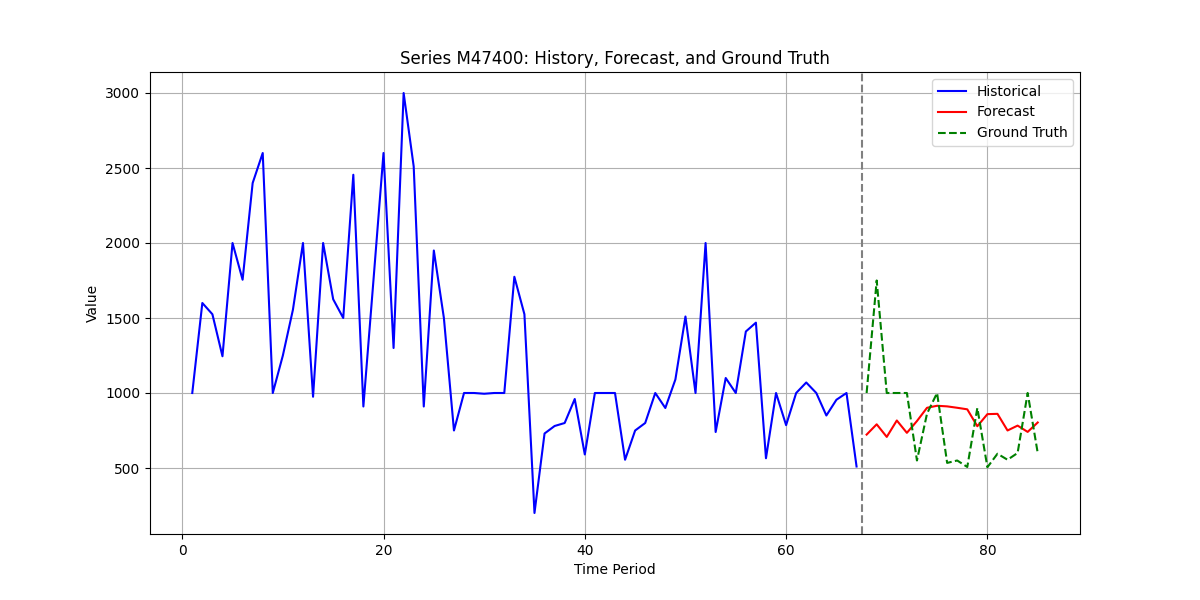 Series M47400: History, Forecast, and Ground Truth
Historical
Forecast
Ground Truth
3000
2500
2000
1500
1000
500
Value
0
20
40
60
80
Time Period